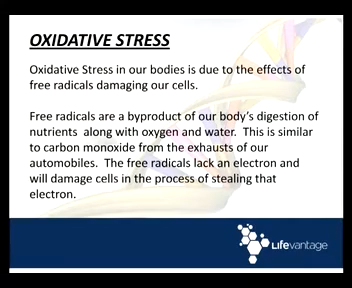 OXIDATIVE STRESS
Oxidative Stress in our bodies is due to the effects of
free radicals damaging our cells.
Free radicals are a byproduct of our body's digestion of
nutrients along with oxygen and water. This is similar
to carbon monoxide from the exhausts of our
automobiles. The free radicals lack an electron and
will damage cells in the process of stealing that
electron.
Lifevantage